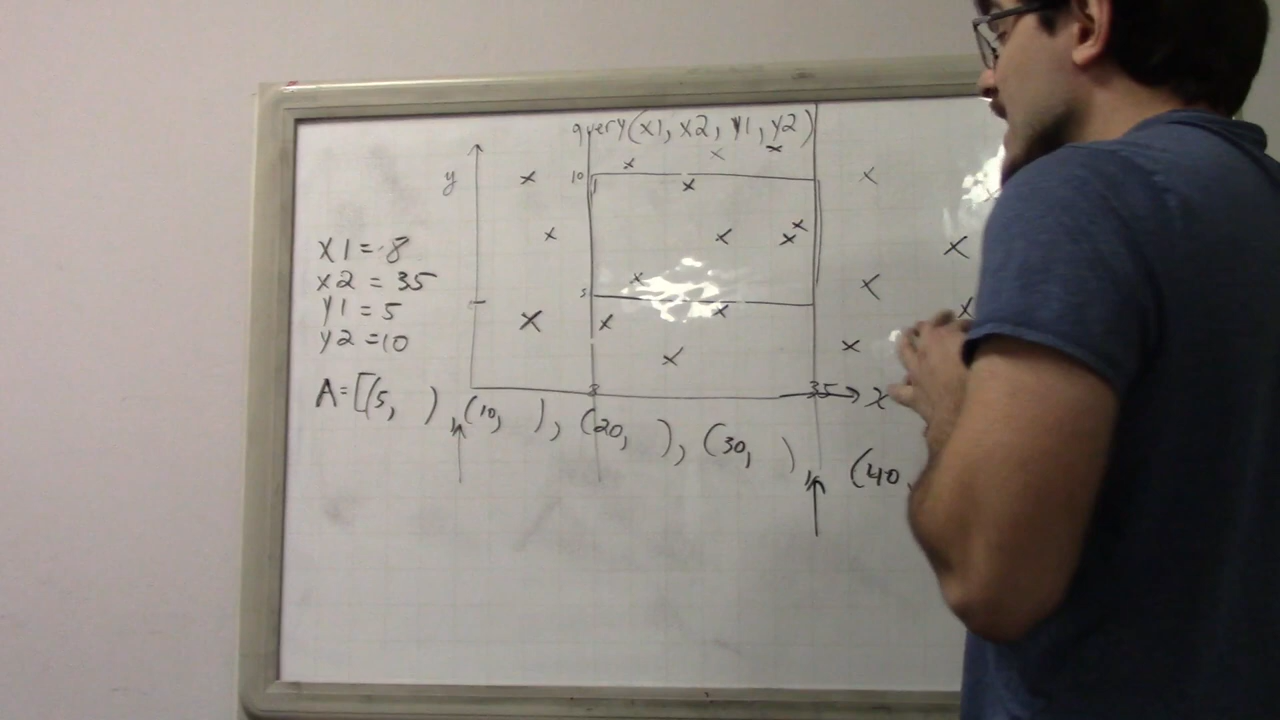 query(x1, x2, y1, y2)
y
10
x1 = 8
x2 = 35
y1 = 5
5
y2 = 10
8
35
x
A=[(5, ), (10, ), (20, ), (30, ), (40,